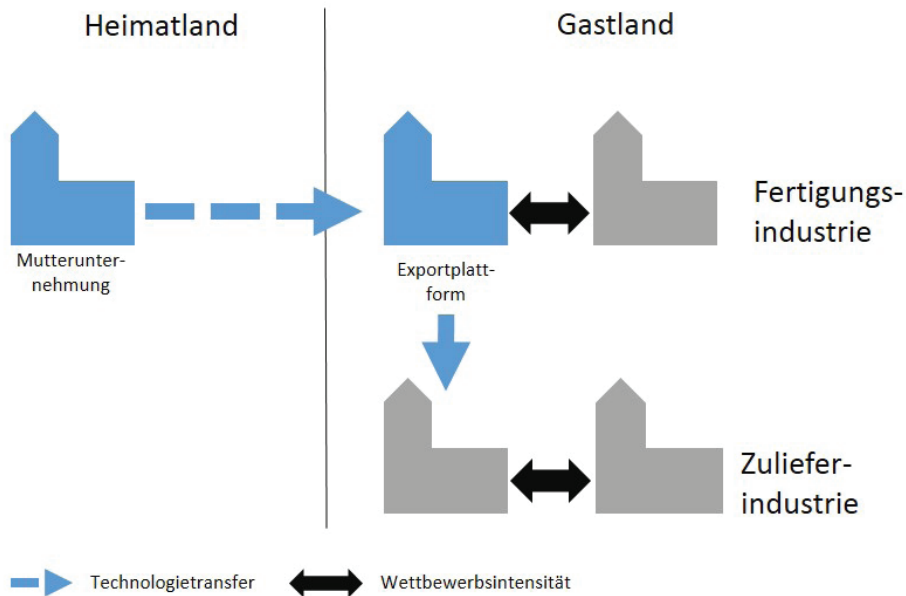 Heimatland
Gastland
Mutterunter-
nehmung
Exportplatt-
form
Fertigungs-
industrie
Zuliefer-
industrie
Technologietransfer
Wettbewerbsintensität